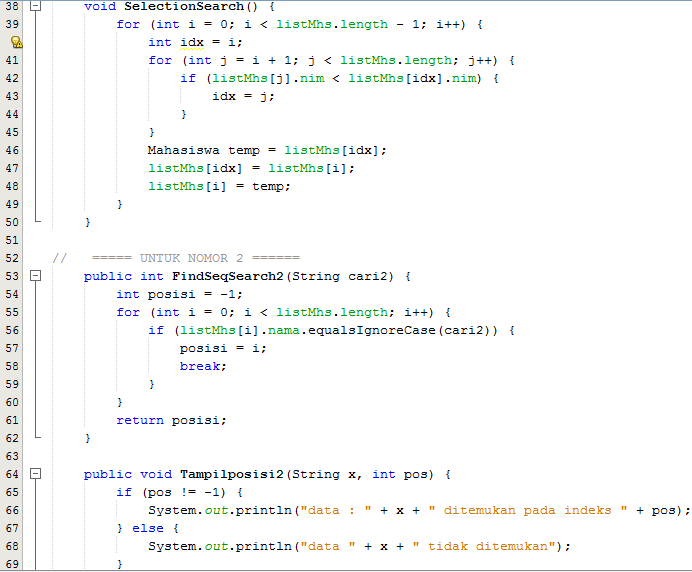 38 void SelectionSearch() {
39 for (int i = 0; i < listMhs.length - 1; i++) {
int idx = i;
41 for (int j = i + 1; j < listMhs.length; j++) {
42 if (listMhs[j].nim < listMhs[idx].nim) {
43 idx = j;
44 }
45 }
46 Mahasiswa temp = listMhs[idx];
47 listMhs[idx] = listMhs[i];
48 listMhs[i] = temp;
49 }
50 }
51
52 // ===== UNTUK NOMOR 2 ======
53 public int FindSeqSearch2(String cari2) {
54 int posisi = -1;
55 for (int i = 0; i < listMhs.length; i++) {
56 if (listMhs[i].nama.equalsIgnoreCase(cari2)) {
57 posisi = i;
58 break;
59 }
60 }
61 return posisi;
62 }
63
64 public void Tampilposisi2(String x, int pos) {
65 if (pos != -1) {
66 System.out.println("data : " + x + " ditemukan pada indeks " + pos);
67 } else {
68 System.out.println("data " + x + " tidak ditemukan");
69 }